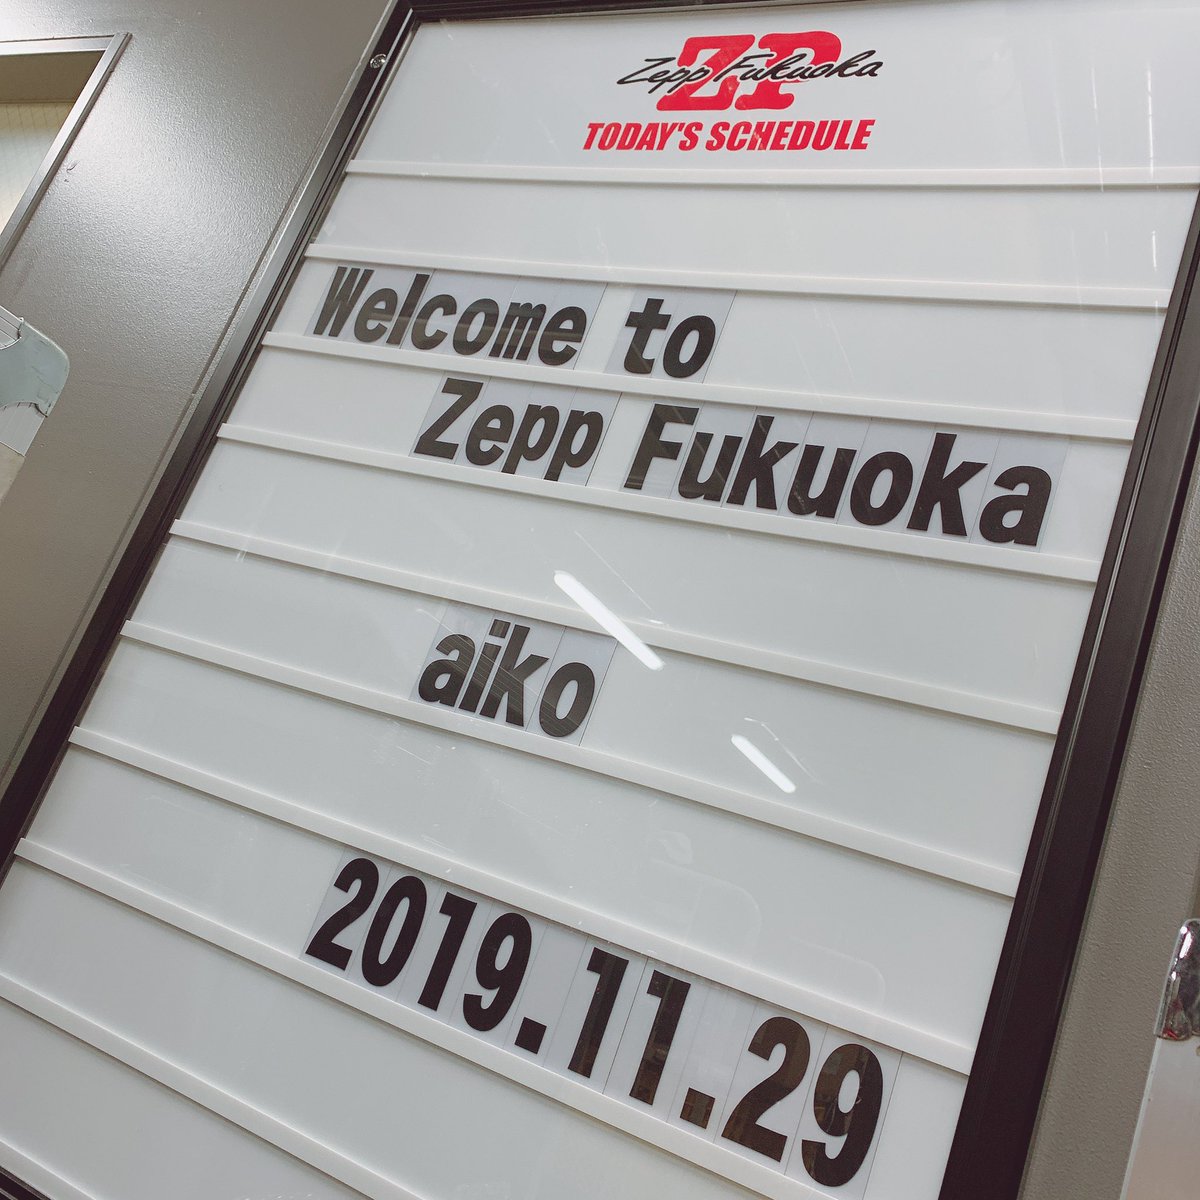 ZP
Zepp Fukuoka
TODAY'S SCHEDULE
Welcome to
Zepp Fukuoka
aiko
2019.11.29